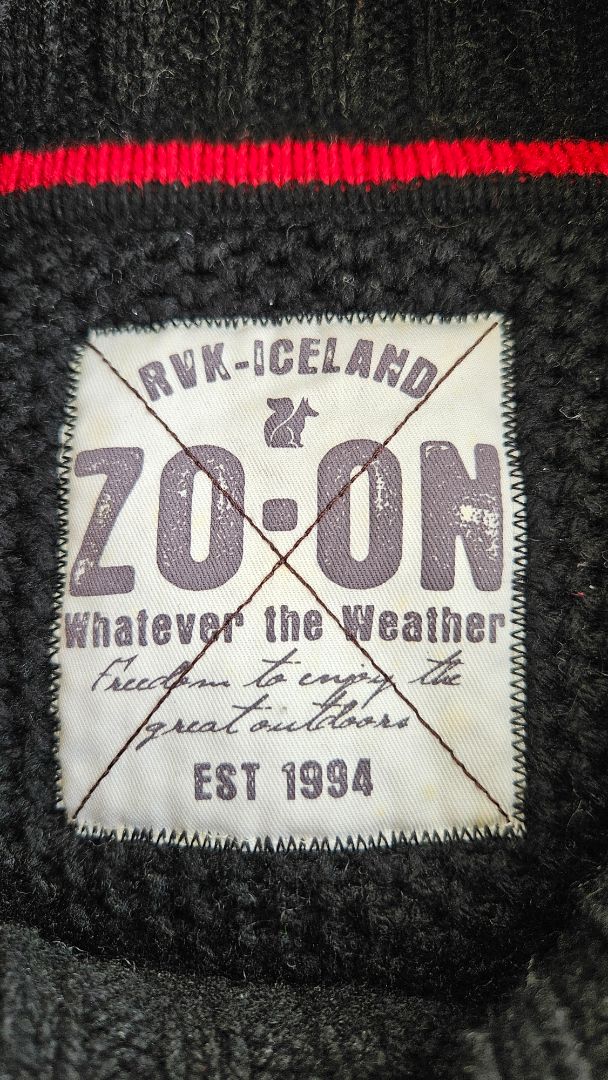 RVK-ICELAND
ZO·ON
Whatever the Weather
Freedom to enjoy the
great outdoors
EST 1994